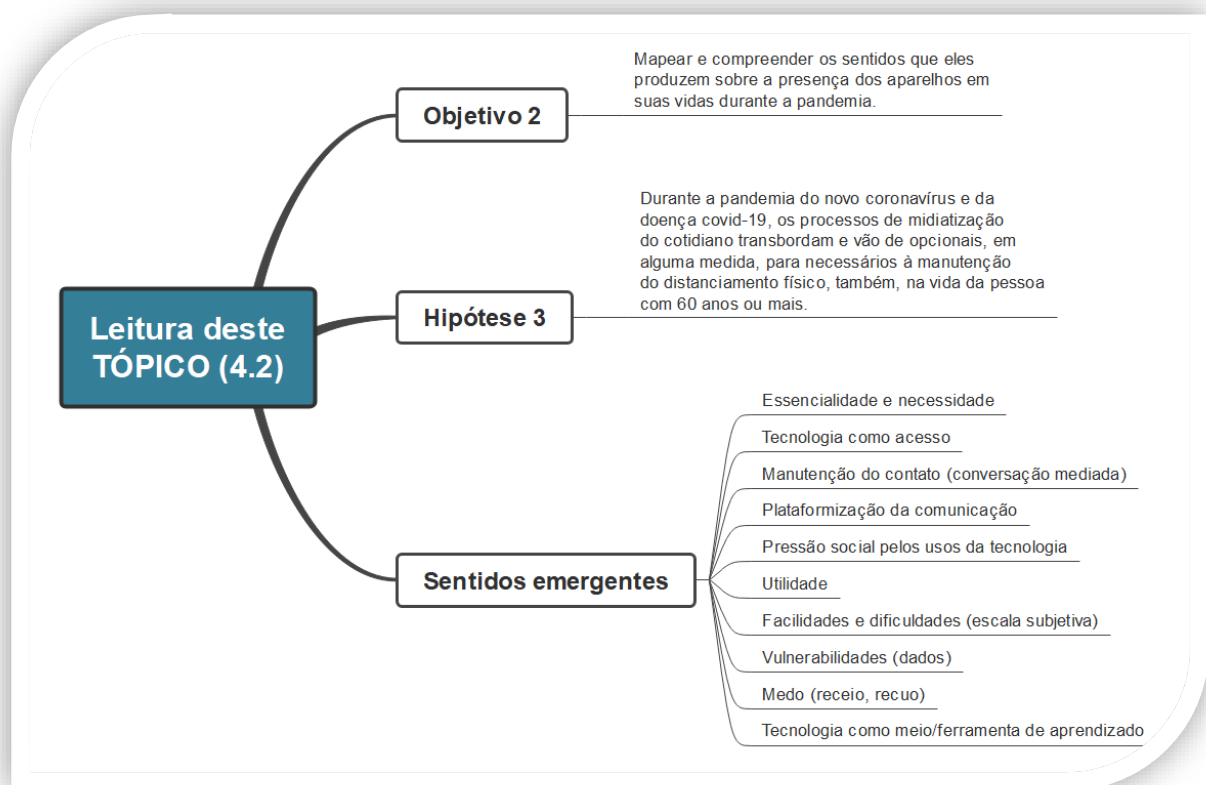 Leitura deste
TÓPICO (4.2)
Objetivo 2
Mapear e compreender os sentidos que eles
produzem sobre a presença dos aparelhos em
suas vidas durante a pandemia.
Hipótese 3
Durante a pandemia do novo coronavírus e da
doença covid-19, os processos de midiatização
do cotidiano transbordam e vão de opcionais, em
alguma medida, para necessários à manutenção
do distanciamento físico, também, na vida da pessoa
com 60 anos ou mais.
Sentidos emergentes
Essencialidade e necessidade
Tecnologia como acesso
Manutenção do contato (conversação mediada)
Plataformização da comunicação
Pressão social pelos usos da tecnologia
Utilidade
Facilidades e dificuldades (escala subjetiva)
Vulnerabilidades (dados)
Medo (receio, recuo)
Tecnologia como meio/ferramenta de aprendizado